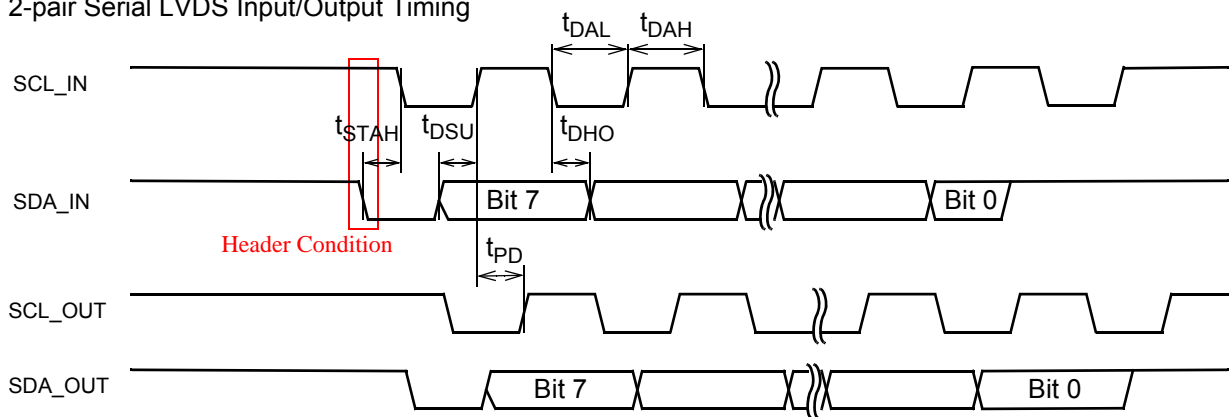 2-pair Serial LVDS Input/Output Timing
tDAL tDAH
SCL_IN
tSTAH tDSU tDHO
SDA_IN Bit 7 Bit 0
Header Condition
tPD
SCL_OUT
SDA_OUT Bit 7 Bit 0